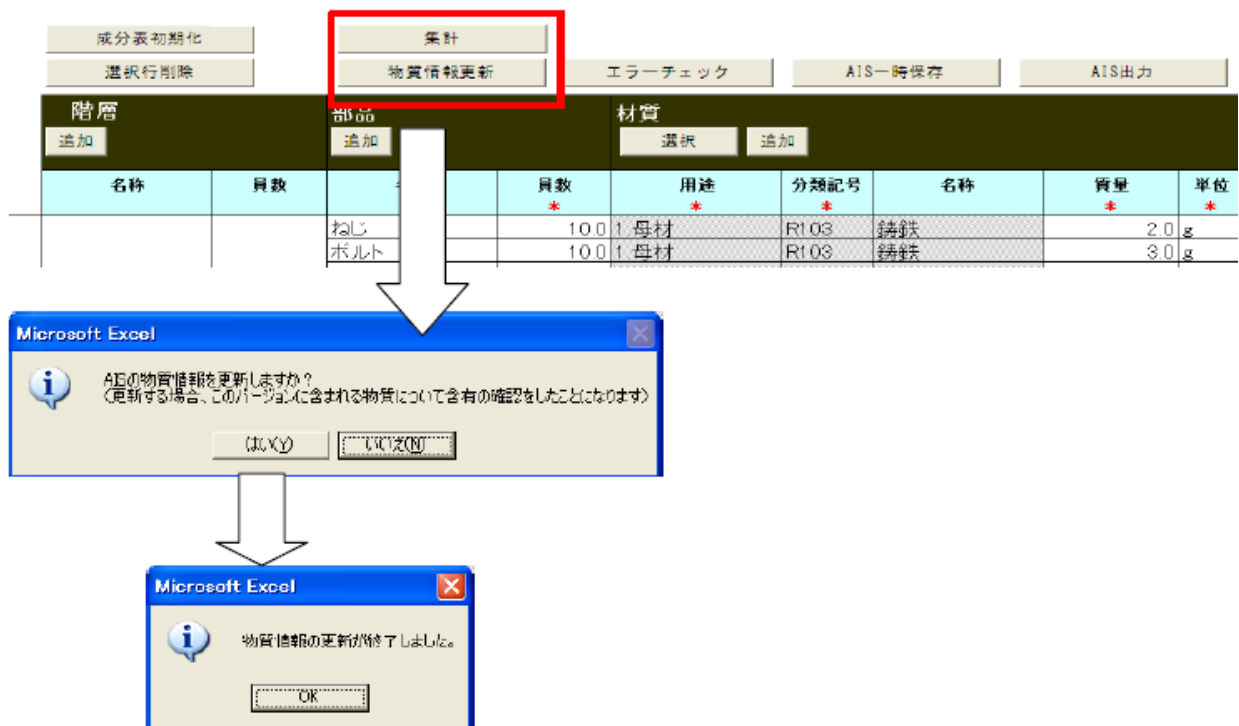 成分表初期化 集計
選択行削除 物質情報更新 エラーチェック AIS一時保存 AIS出力
階層 部品 材質
追加 追加 選択 追加
名称 員数 員数 用途 分類記号 名称 質量 単位
* * * * *
ねじ 10.0 1 母材 R103 鋳鉄 2.0 g
ボルト 10.0 1 母材 R103 鋳鉄 3.0 g
Microsoft Excel
AISの物質情報を更新しますか？
（更新する場合、このバージョンに含まれる物質について含有の確認をしたことになります）
はい(Y) いいえ(N)
Microsoft Excel
物質情報の更新が終了しました。
OK